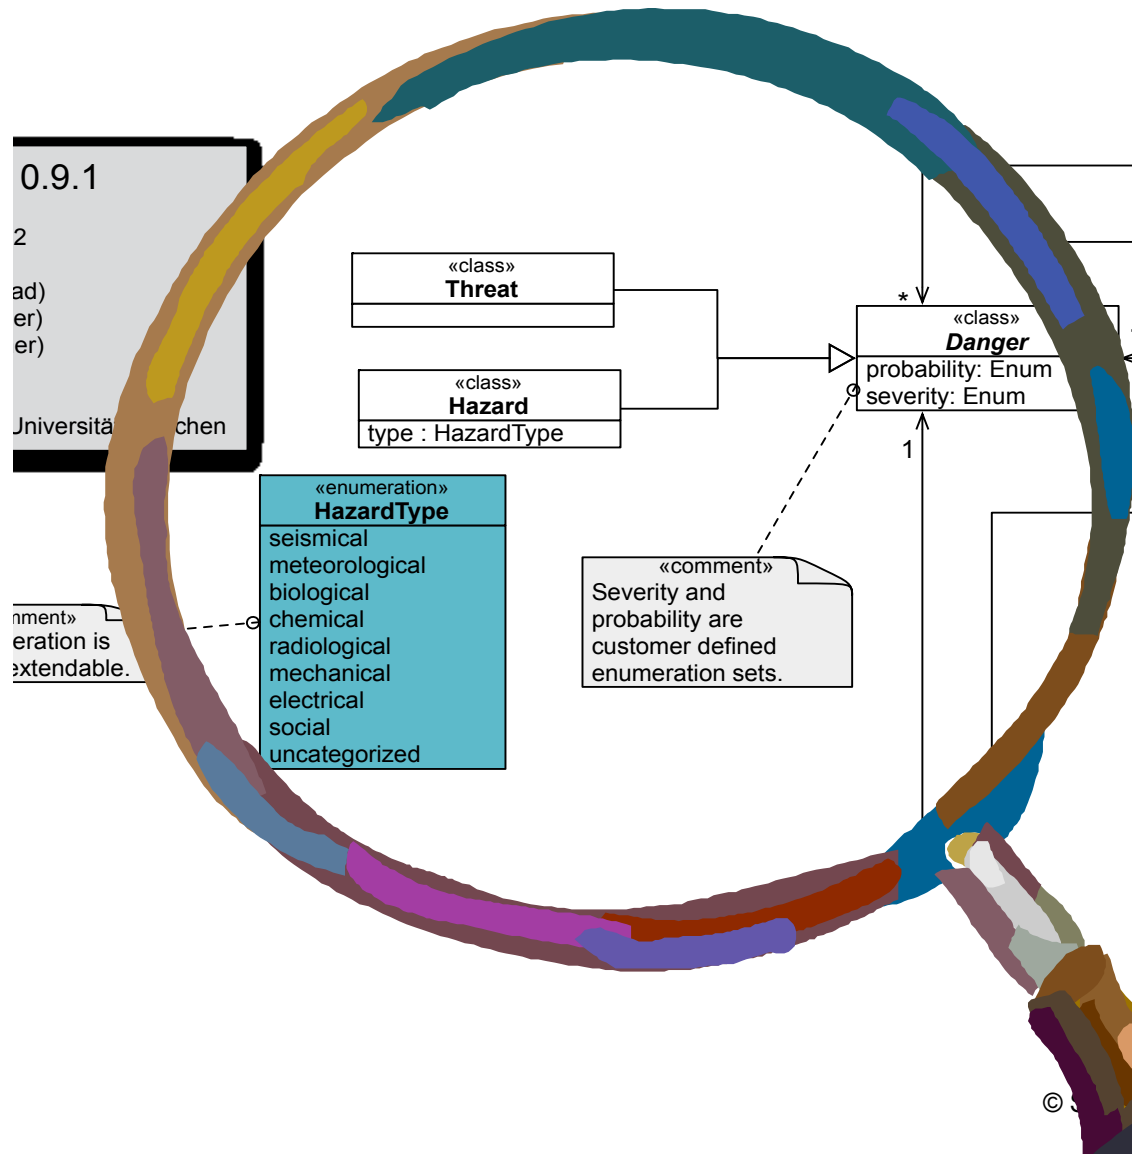 0.9.1
2
ad)
er)
er)
Universität chen
«class»
Threat
«class»
Hazard
type : HazardType
*
«class»
Danger
probability: Enum
severity: Enum
1
«enumeration»
HazardType
seismical
meteorological
biological
chemical
radiological
mechanical
electrical
social
uncategorized
mment»
eration is
extendable.
«comment»
Severity and
probability are
customer defined
enumeration sets.
©